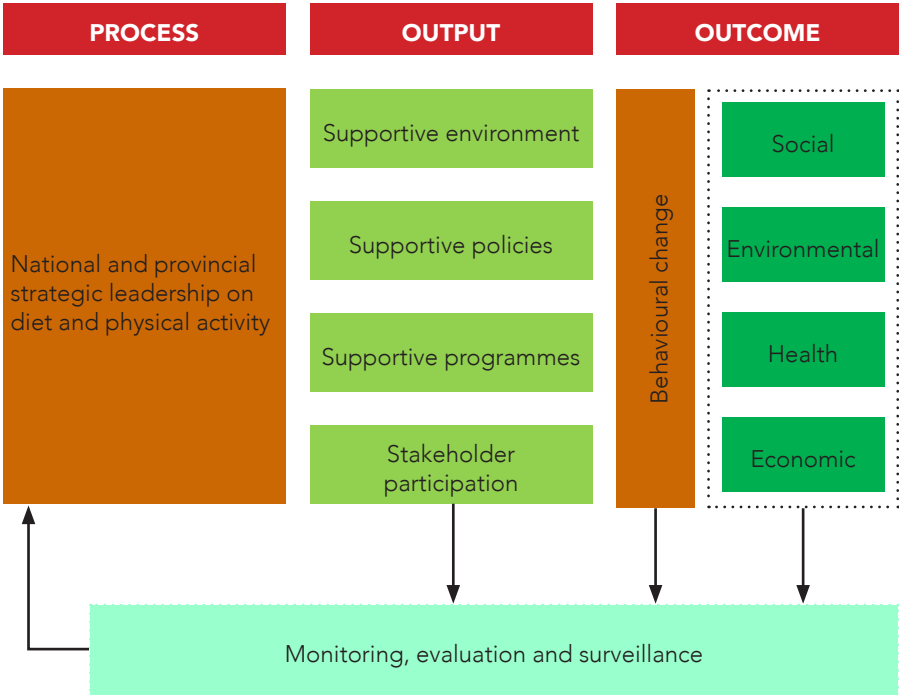 PROCESS
OUTPUT
OUTCOME
National and provincial
strategic leadership on
diet and physical activity
Supportive environment
Supportive policies
Supportive programmes
Stakeholder
participation
Behavioural change
Social
Environmental
Health
Economic
Monitoring, evaluation and surveillance